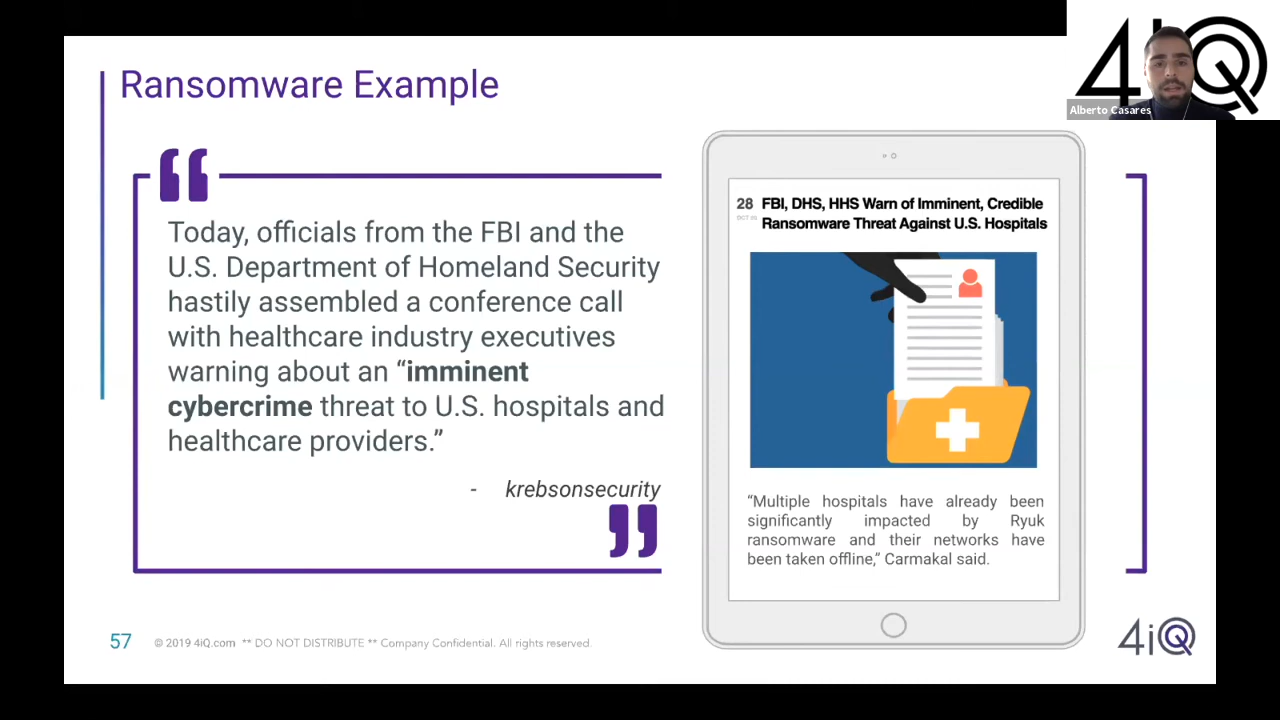 4iQ
Alberto Casares
Ransomware Example
“
Today, officials from the FBI and the
U.S. Department of Homeland Security
hastily assembled a conference call
with healthcare industry executives
warning about an “imminent
cybercrime threat to U.S. hospitals and
healthcare providers.”
- krebsonsecurity
”
28 FBI, DHS, HHS Warn of Imminent, Credible
OCT 20 Ransomware Threat Against U.S. Hospitals
“Multiple hospitals have already been
significantly impacted by Ryuk
ransomware and their networks have
been taken offline,” Carmakal said.
57 © 2019 4iQ.com ** DO NOT DISTRIBUTE ** Company Confidential. All rights reserved.
4iQ